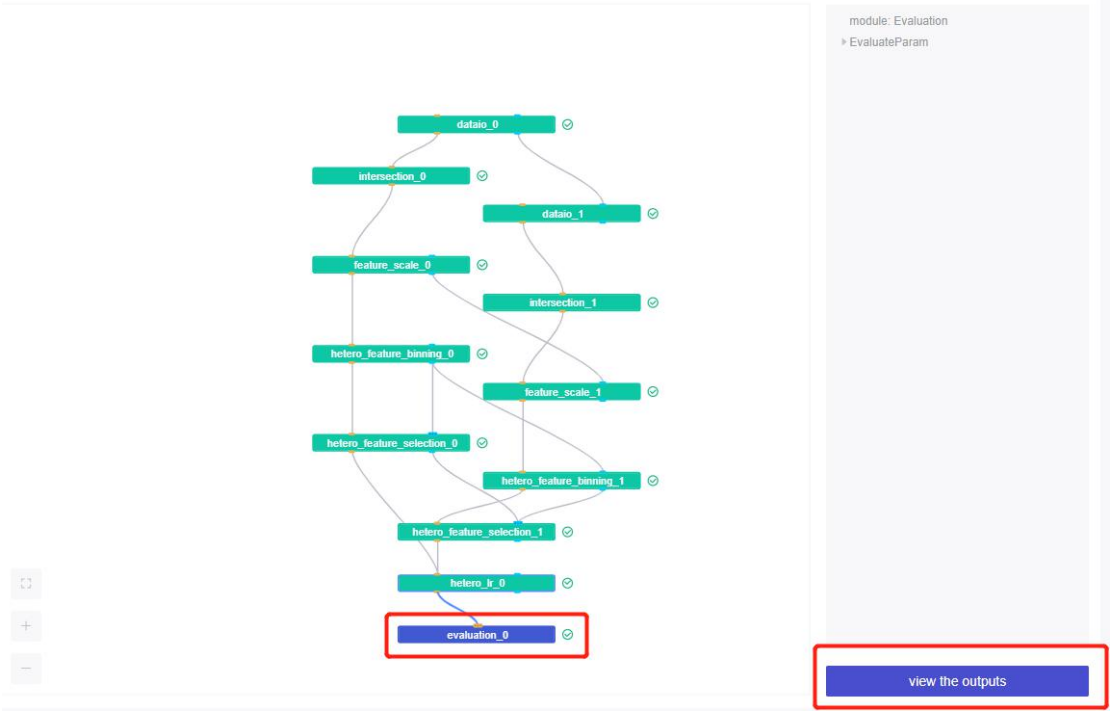 module: Evaluation
EvaluateParam
dataio_0
intersection_0
dataio_1
feature_scale_0
intersection_1
hetero_feature_binning_0
feature_scale_1
hetero_feature_selection_0
hetero_feature_binning_1
hetero_feature_selection_1
hetero_lr_0
evaluation_0
view the outputs